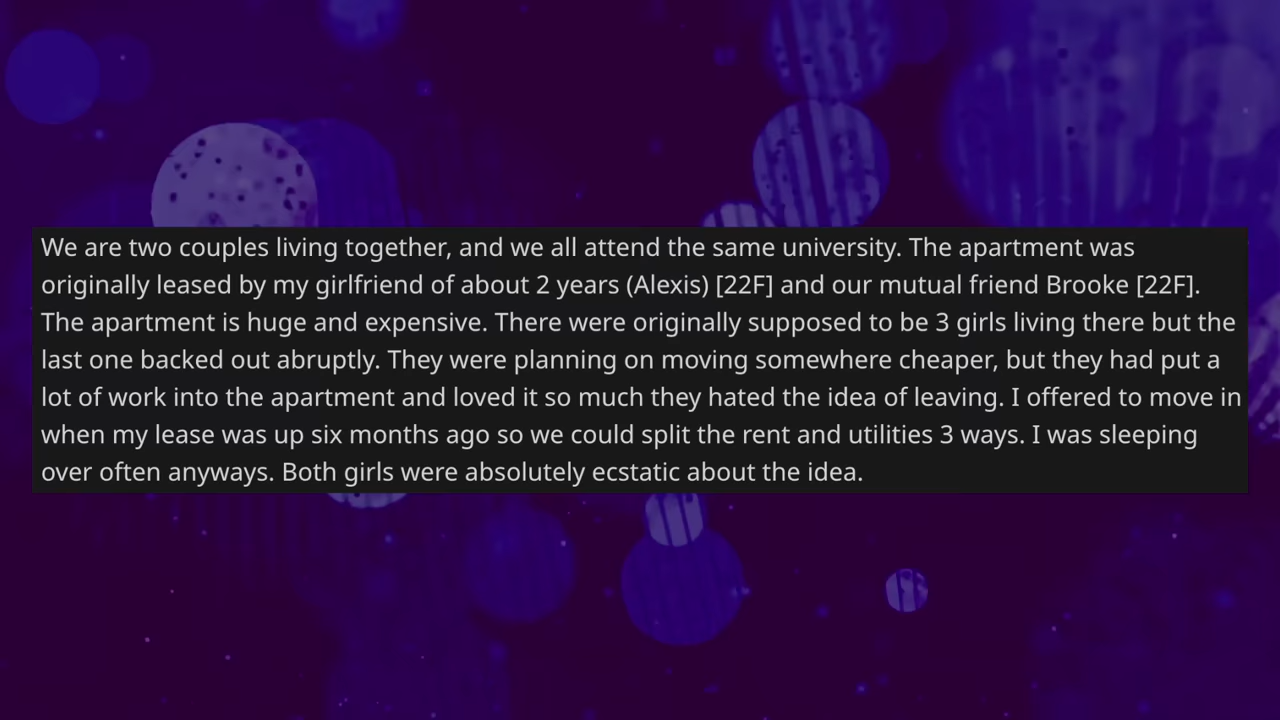 We are two couples living together, and we all attend the same university. The apartment was
originally leased by my girlfriend of about 2 years (Alexis) [22F] and our mutual friend Brooke [22F].
The apartment is huge and expensive. There were originally supposed to be 3 girls living there but the
last one backed out abruptly. They were planning on moving somewhere cheaper, but they had put a
lot of work into the apartment and loved it so much they hated the idea of leaving. I offered to move in
when my lease was up six months ago so we could split the rent and utilities 3 ways. I was sleeping
over often anyways. Both girls were absolutely ecstatic about the idea.